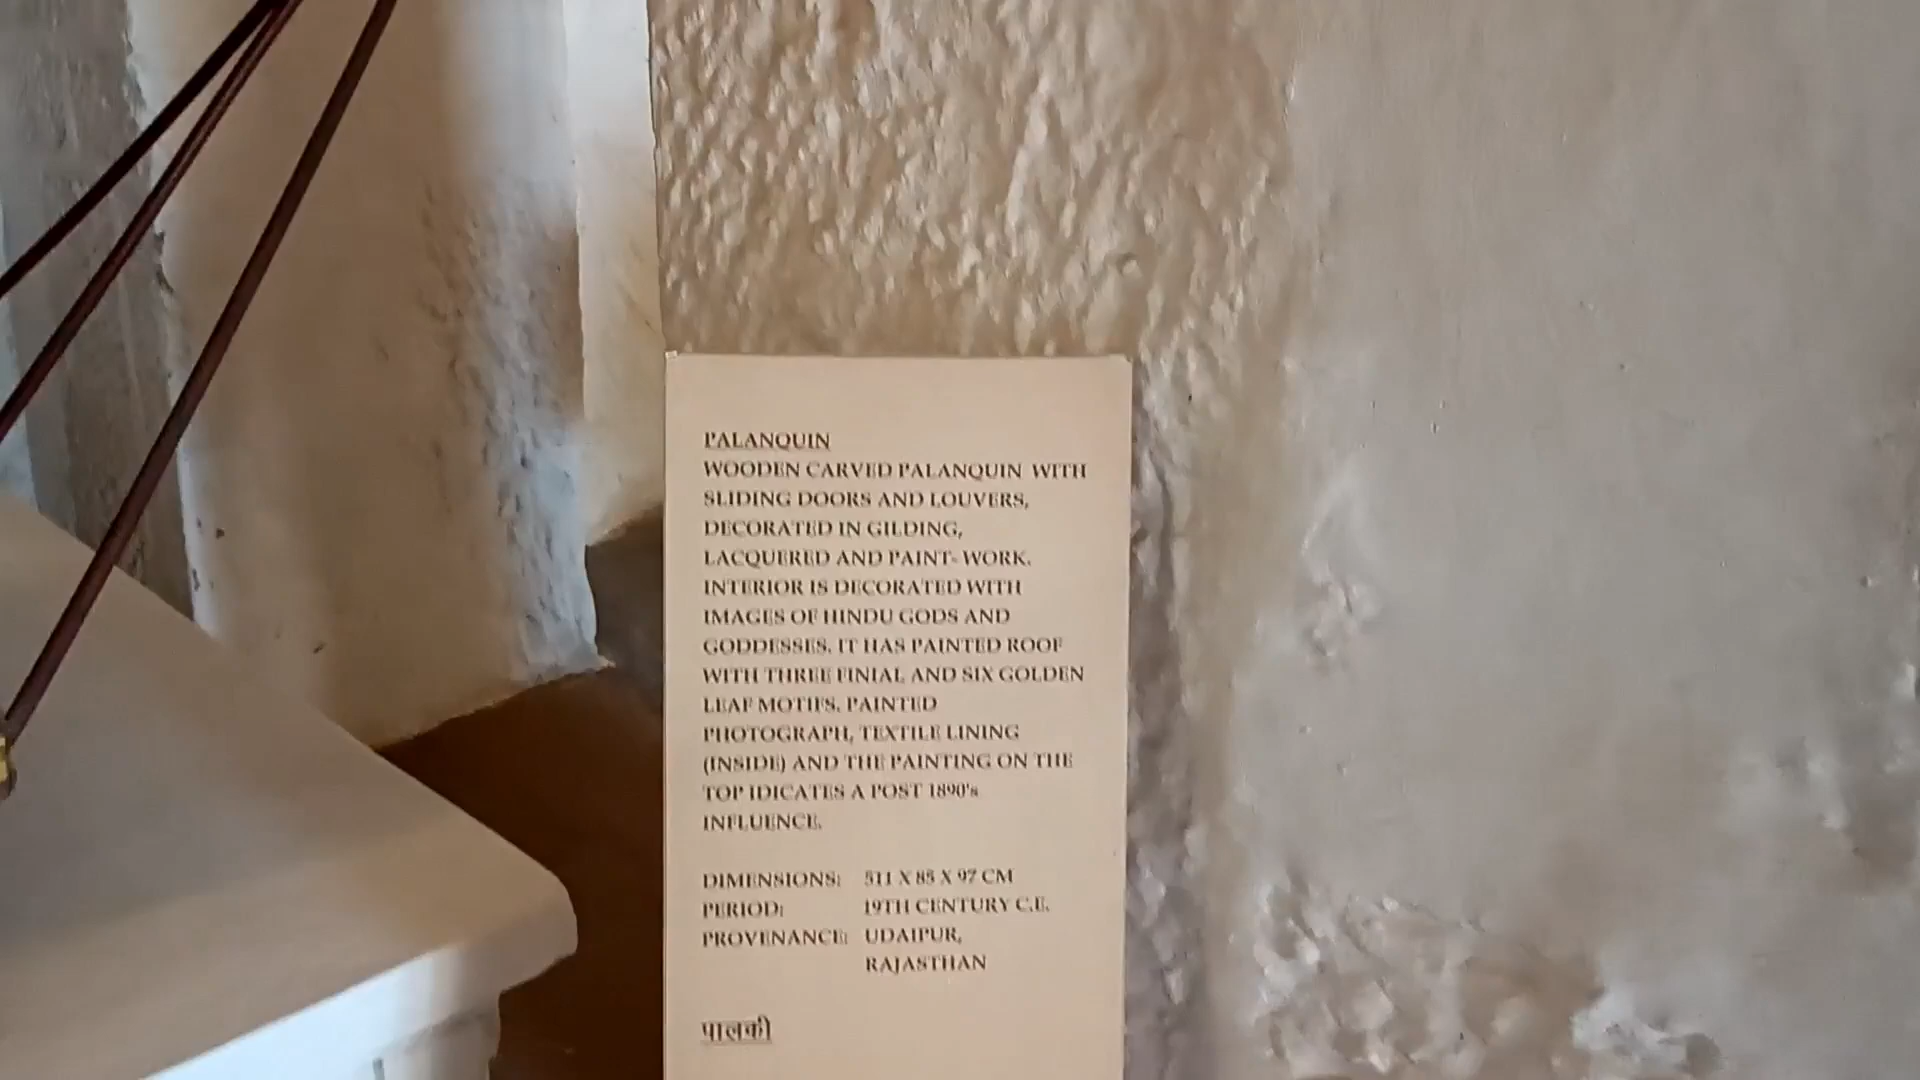 PALANQUIN
WOODEN CARVED PALANQUIN WITH
SLIDING DOORS AND LOUVERS,
DECORATED IN GILDING,
LACQUERED AND PAINT- WORK.
INTERIOR IS DECORATED WITH
IMAGES OF HINDU GODS AND
GODDESSES. IT HAS PAINTED ROOF
WITH THREE FINIAL AND SIX GOLDEN
LEAF MOTIFS. PAINTED
PHOTOGRAPH, TEXTILE LINING
(INSIDE) AND THE PAINTING ON THE
TOP IDICATES A POST 1890's
INFLUENCE.
DIMENSIONS: 511 X 85 X 97 CM
PERIOD: 19TH CENTURY C.E.
PROVENANCE: UDAIPUR,
RAJASTHAN
पालकी